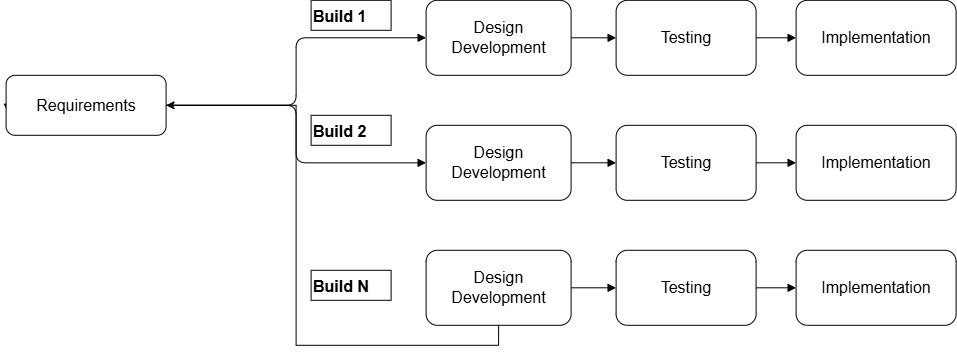 Build 1
Design
Development
Testing
Implementation
Requirements
Build 2
Design
Development
Testing
Implementation
Build N
Design
Development
Testing
Implementation